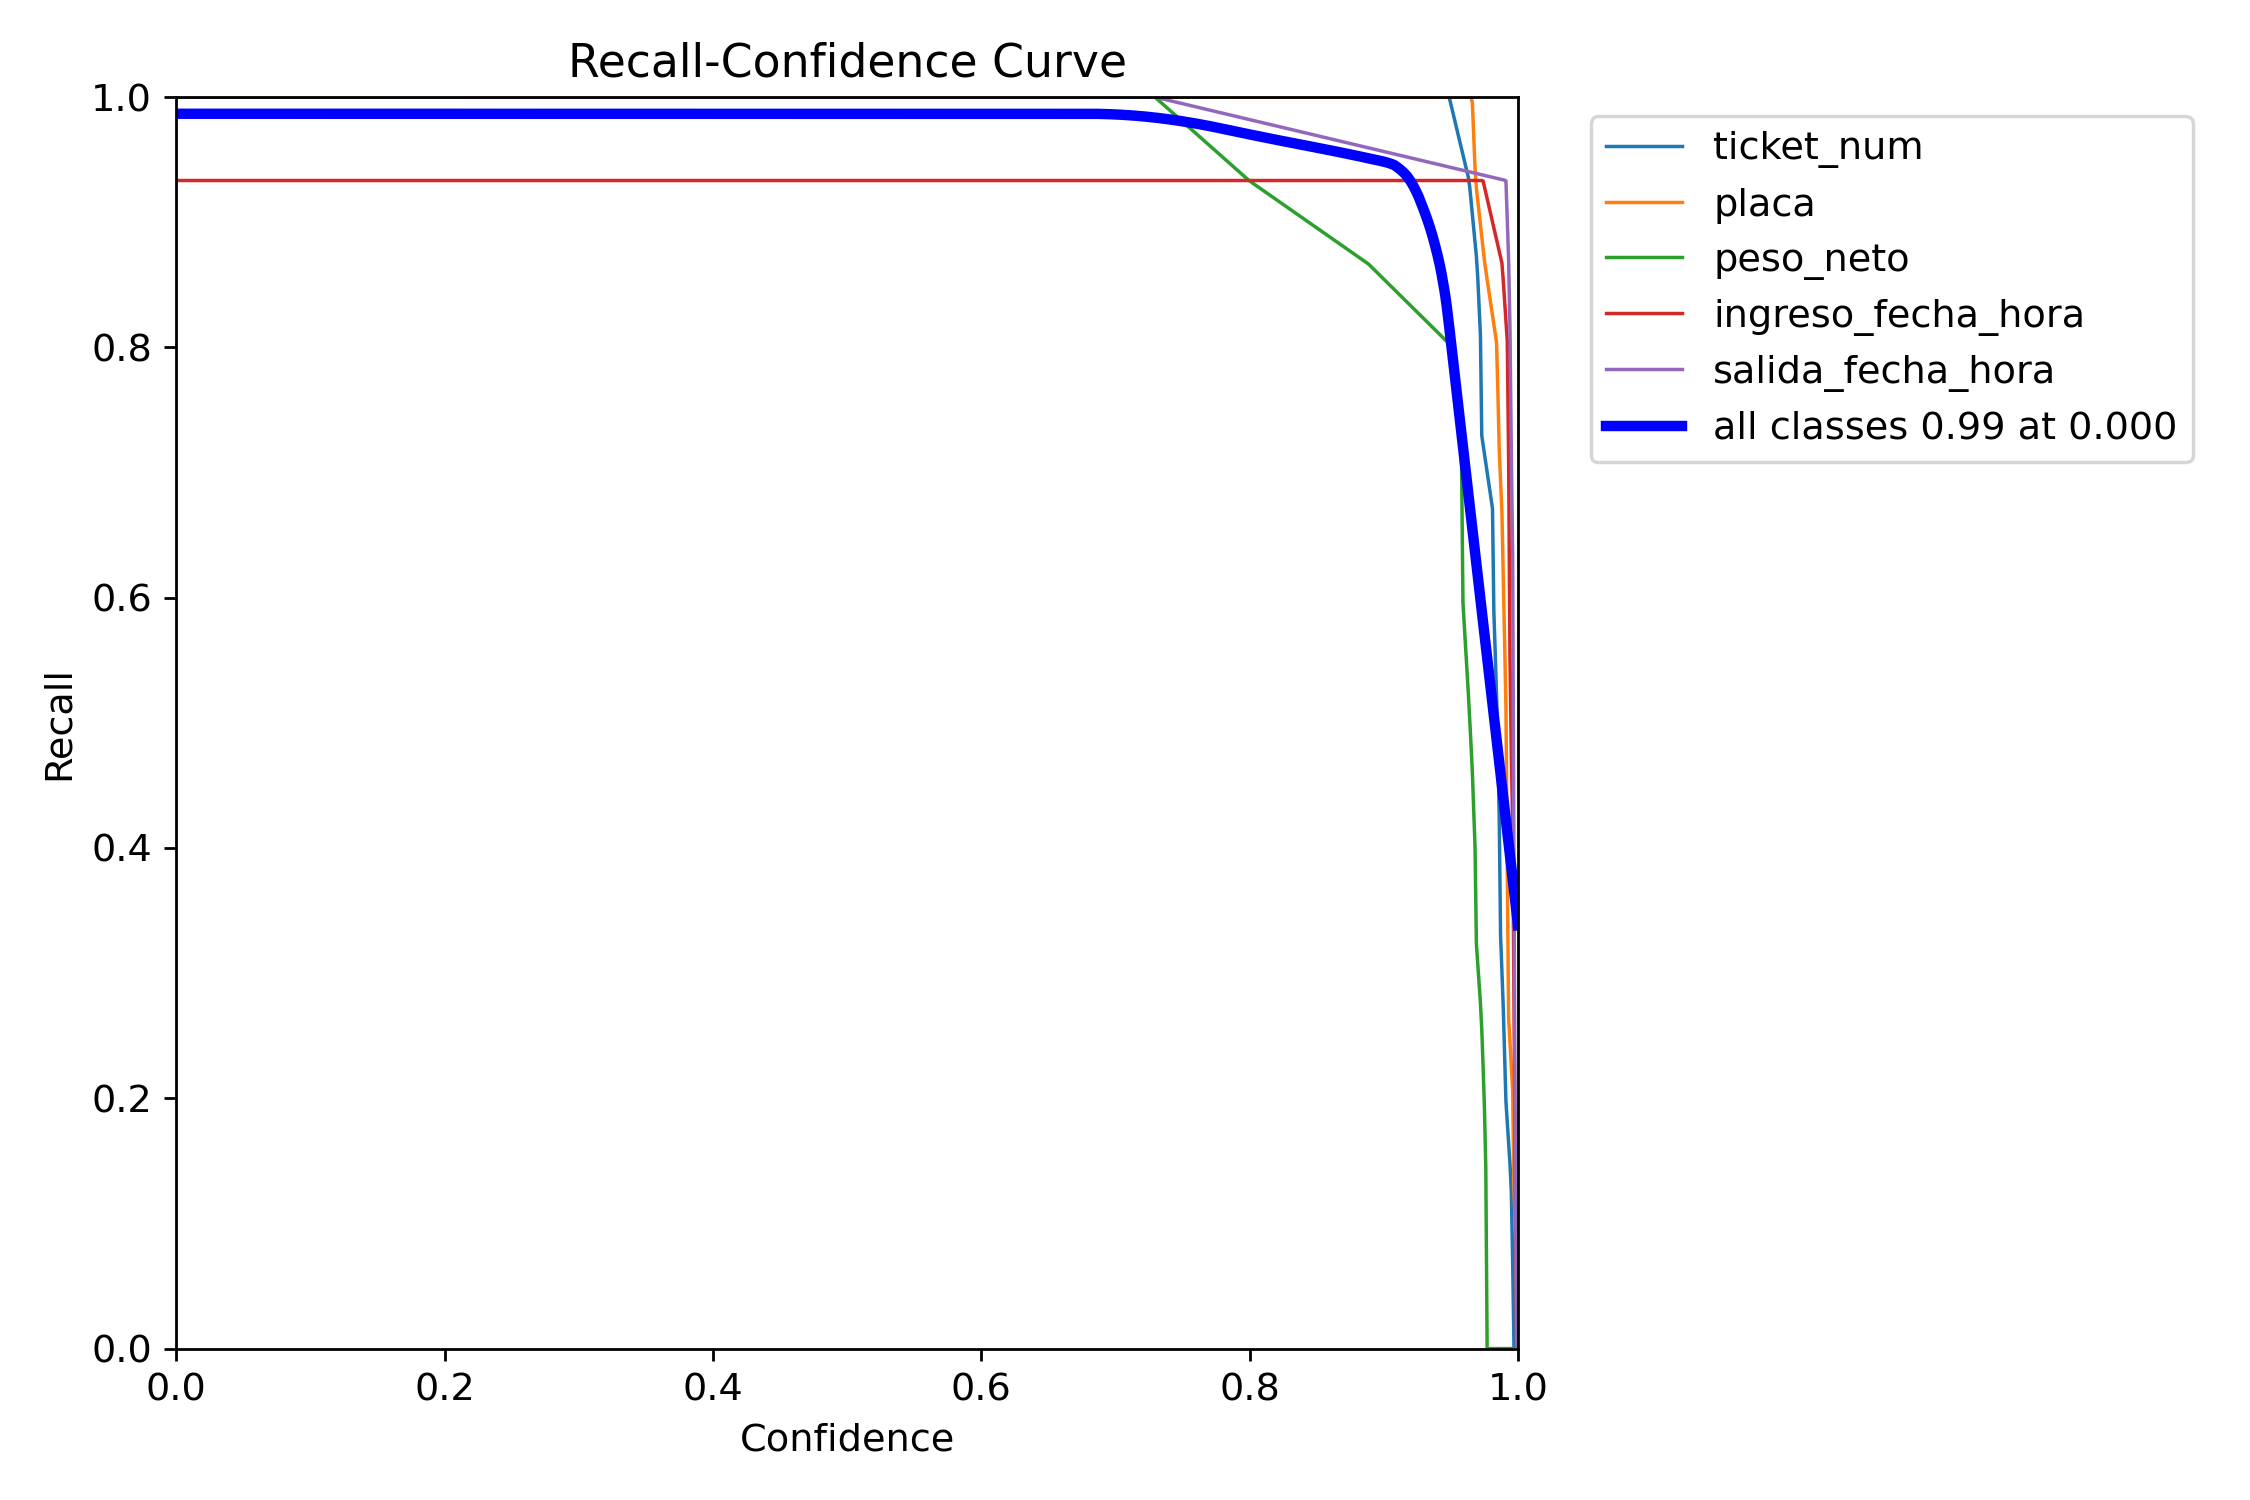 Recall-Confidence Curve
1.0
0.8
0.6
0.4
0.2
0.0
Recall
0.0 0.2 0.4 0.6 0.8 1.0
Confidence
ticket_num
placa
peso_neto
ingreso_fecha_hora
salida_fecha_hora
all classes 0.99 at 0.000